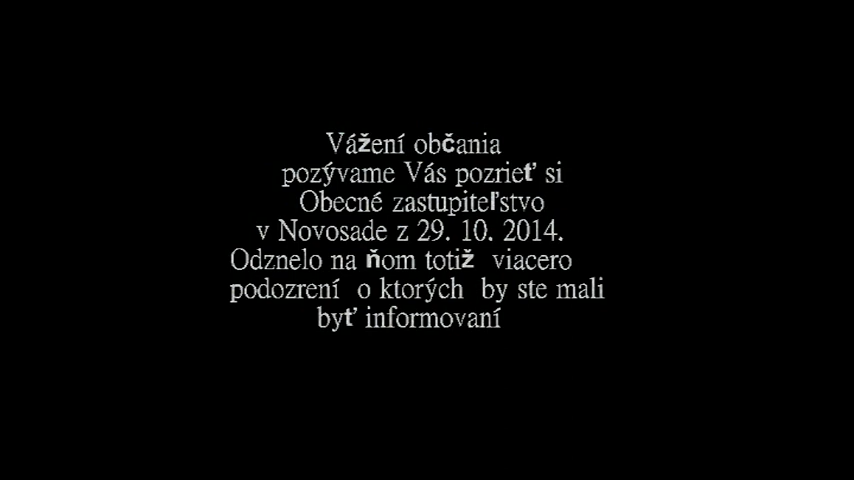 Vážení občania
pozývame Vás pozrieť si
Obecné zastupiteľstvo
v Novosade z 29. 10. 2014.
Odznelo na ňom totiž viacero
podozrení o ktorých by ste mali
byť informovaní